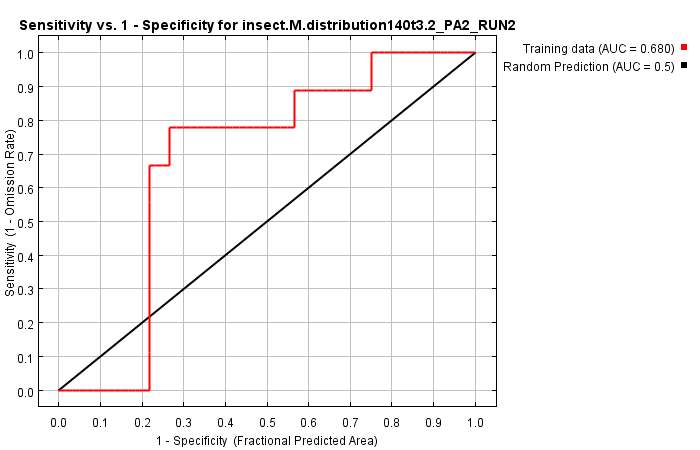 Sensitivity vs. 1 - Specificity for insect.M.distribution140t3.2_PA2_RUN2
Training data (AUC = 0.680)
Random Prediction (AUC = 0.5)
Sensitivity (1 - Omission Rate)
1.0
0.9
0.8
0.7
0.6
0.5
0.4
0.3
0.2
0.1
0.0
0.0 0.1 0.2 0.3 0.4 0.5 0.6 0.7 0.8 0.9 1.0
1 - Specificity (Fractional Predicted Area)